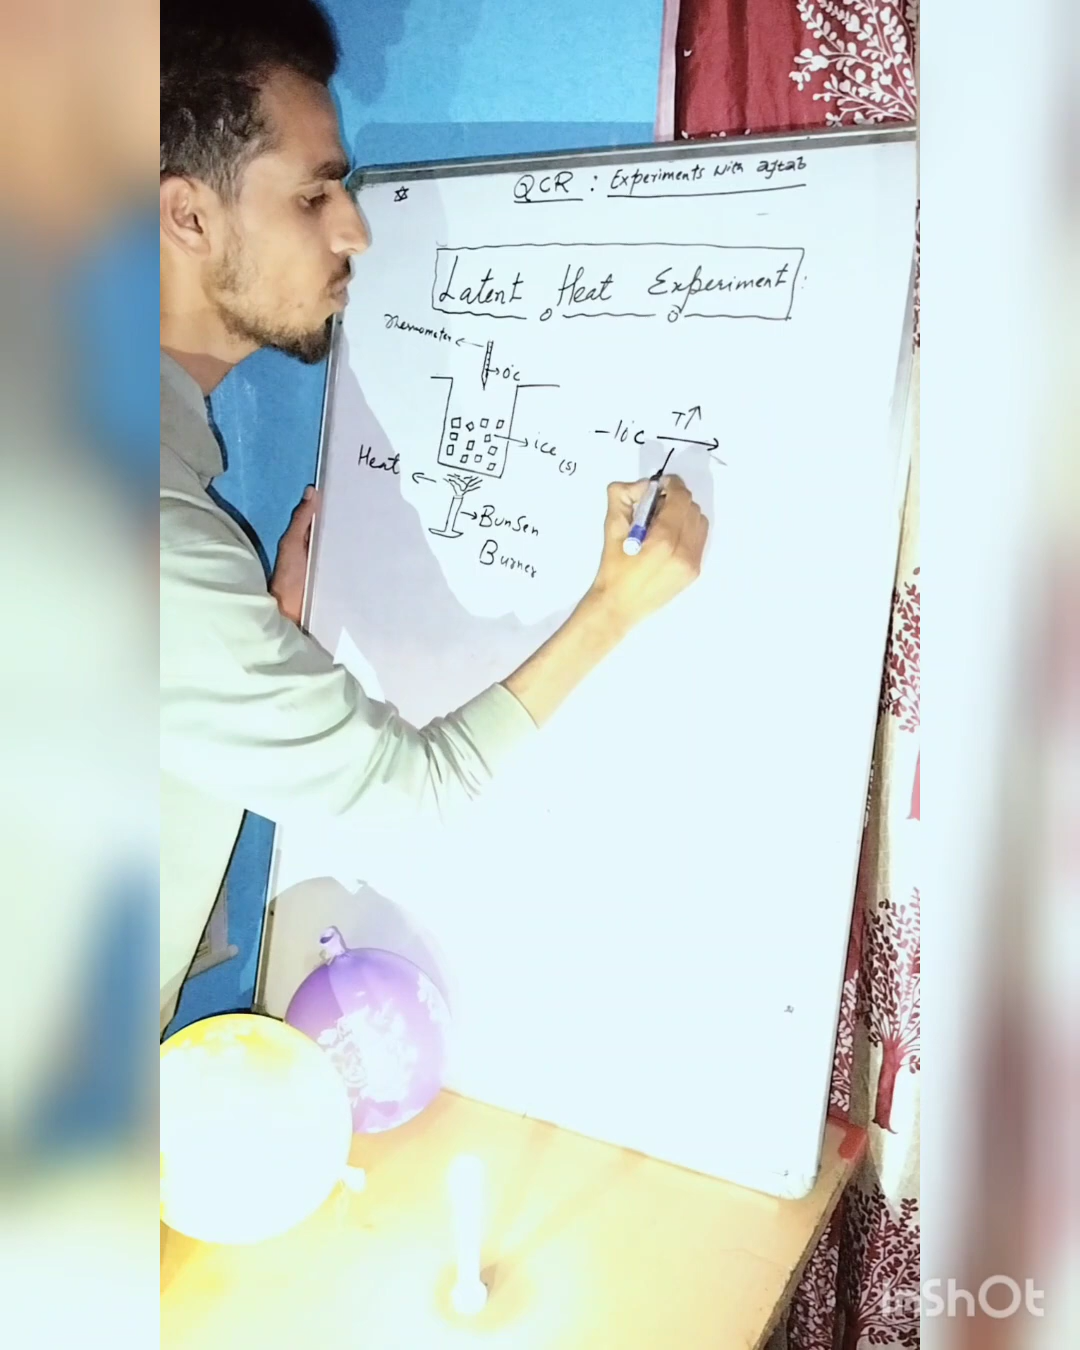 QCR : Experiments with aftab
Latent Heat Experiment :
Thermometer
0°c
ice (s)
-10°c T↑
Heat
Bunsen
Burner
InShOt